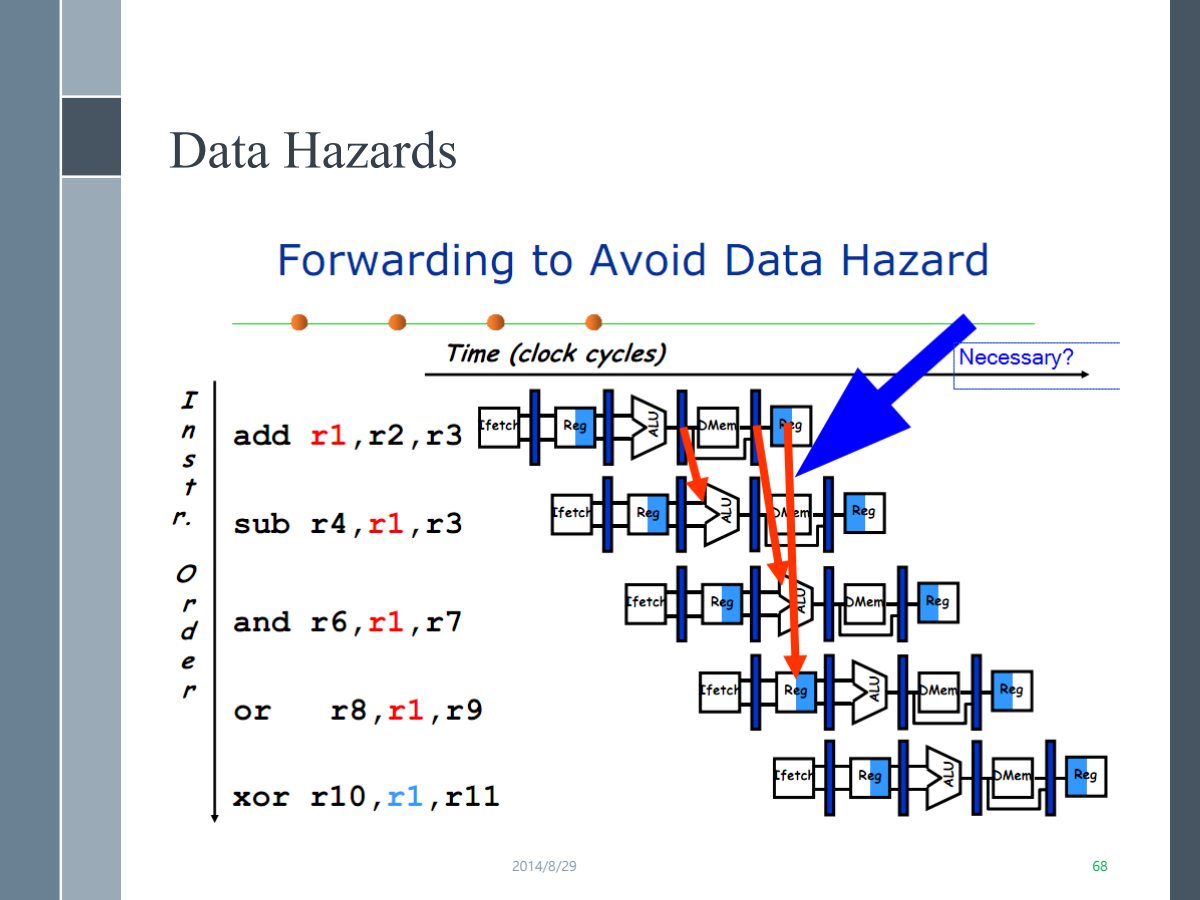 Data Hazards
Forwarding to Avoid Data Hazard
Time (clock cycles)
Necessary?
Instr. Order
add r1,r2,r3
Ifetch Reg ALU DMem Reg
sub r4,r1,r3
Ifetch Reg ALU DMem Reg
and r6,r1,r7
Ifetch Reg ALU DMem Reg
or r8,r1,r9
Ifetch Reg ALU DMem Reg
xor r10,r1,r11
Ifetch Reg ALU DMem Reg
2014/8/29
68